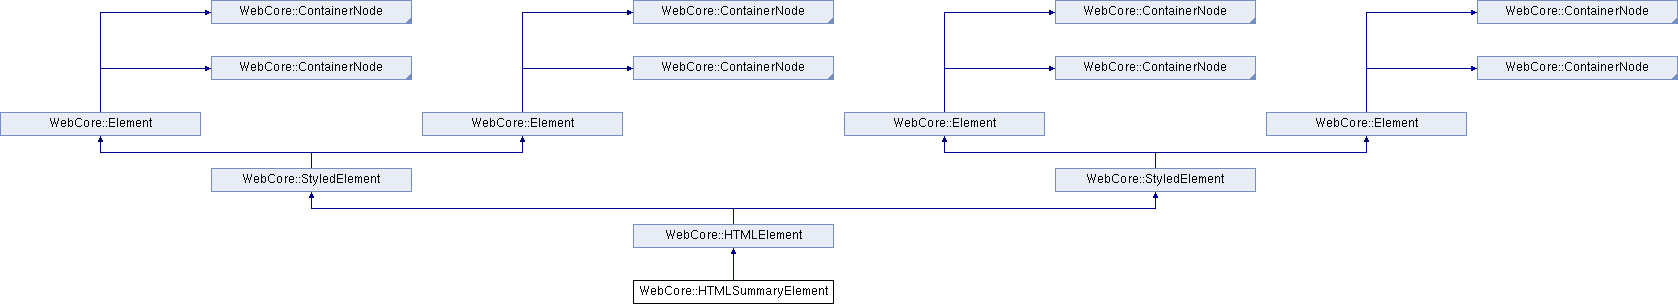 WebCore::ContainerNode
WebCore::ContainerNode
WebCore::ContainerNode
WebCore::ContainerNode
WebCore::ContainerNode
WebCore::ContainerNode
WebCore::ContainerNode
WebCore::ContainerNode
WebCore::Element
WebCore::Element
WebCore::Element
WebCore::Element
WebCore::StyledElement
WebCore::StyledElement
WebCore::HTMLElement
WebCore::HTMLSummaryElement